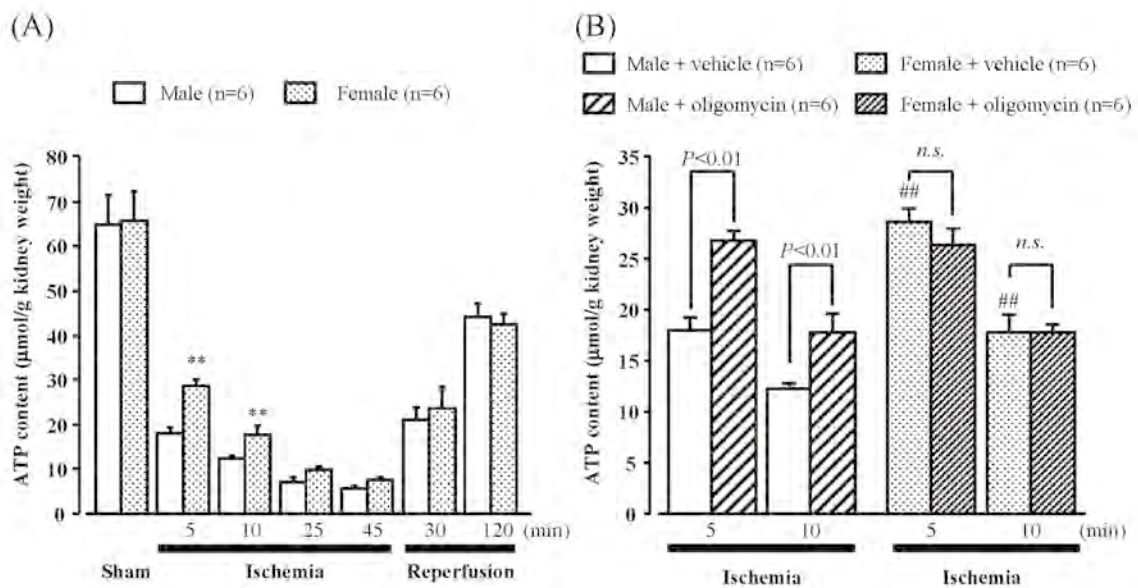 (A)
Male (n=6) Female (n=6)
ATP content (μmol/g kidney weight)
80
70
60
50
40
30
20
10
0
**
**
5 10 25 45 30 120 (min)
Sham Ischemia Reperfusion
(B)
Male + vehicle (n=6) Female + vehicle (n=6)
Male + oligomycin (n=6) Female + oligomycin (n=6)
ATP content (μmol/g kidney weight)
35
30
25
20
15
10
5
0
P<0.01
P<0.01
##
n.s.
##
n.s.
5 10 5 10 (min)
Ischemia Ischemia